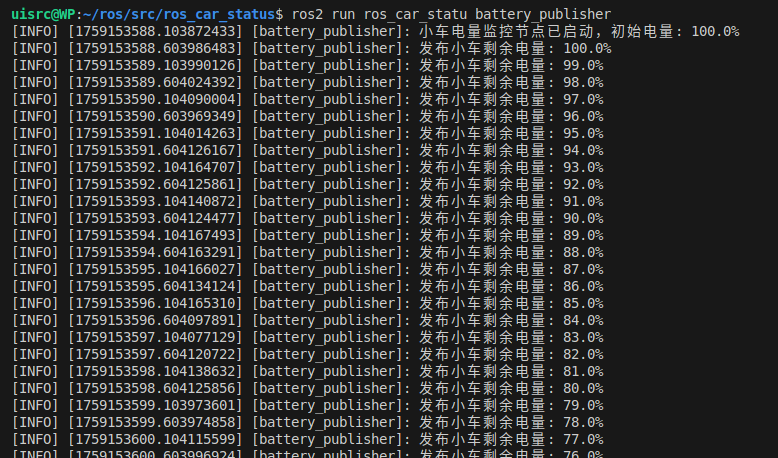 uisrc@WP:~/ros/src/ros_car_status$ ros2 run ros_car_statu battery_publisher
[INFO] [1759153588.103872433] [battery_publisher]: 小车电量监控节点已启动，初始电量: 100.0%
[INFO] [1759153588.603986483] [battery_publisher]: 发布小车剩余电量: 100.0%
[INFO] [1759153589.103990126] [battery_publisher]: 发布小车剩余电量: 99.0%
[INFO] [1759153589.604024392] [battery_publisher]: 发布小车剩余电量: 98.0%
[INFO] [1759153590.104090004] [battery_publisher]: 发布小车剩余电量: 97.0%
[INFO] [1759153590.603969349] [battery_publisher]: 发布小车剩余电量: 96.0%
[INFO] [1759153591.104014263] [battery_publisher]: 发布小车剩余电量: 95.0%
[INFO] [1759153591.604126167] [battery_publisher]: 发布小车剩余电量: 94.0%
[INFO] [1759153592.104164707] [battery_publisher]: 发布小车剩余电量: 93.0%
[INFO] [1759153592.604125861] [battery_publisher]: 发布小车剩余电量: 92.0%
[INFO] [1759153593.104140872] [battery_publisher]: 发布小车剩余电量: 91.0%
[INFO] [1759153593.604124477] [battery_publisher]: 发布小车剩余电量: 90.0%
[INFO] [1759153594.104167493] [battery_publisher]: 发布小车剩余电量: 89.0%
[INFO] [1759153594.604163291] [battery_publisher]: 发布小车剩余电量: 88.0%
[INFO] [1759153595.104166027] [battery_publisher]: 发布小车剩余电量: 87.0%
[INFO] [1759153595.604134124] [battery_publisher]: 发布小车剩余电量: 86.0%
[INFO] [1759153596.104165310] [battery_publisher]: 发布小车剩余电量: 85.0%
[INFO] [1759153596.604097891] [battery_publisher]: 发布小车剩余电量: 84.0%
[INFO] [1759153597.104077129] [battery_publisher]: 发布小车剩余电量: 83.0%
[INFO] [1759153597.604120722] [battery_publisher]: 发布小车剩余电量: 82.0%
[INFO] [1759153598.104138632] [battery_publisher]: 发布小车剩余电量: 81.0%
[INFO] [1759153598.604125856] [battery_publisher]: 发布小车剩余电量: 80.0%
[INFO] [1759153599.103973601] [battery_publisher]: 发布小车剩余电量: 79.0%
[INFO] [1759153599.603974858] [battery_publisher]: 发布小车剩余电量: 78.0%
[INFO] [1759153600.104115599] [battery_publisher]: 发布小车剩余电量: 77.0%
[INFO] [1759153600.603996924] [battery_publisher]: 发布小车剩余电量: 76.0%